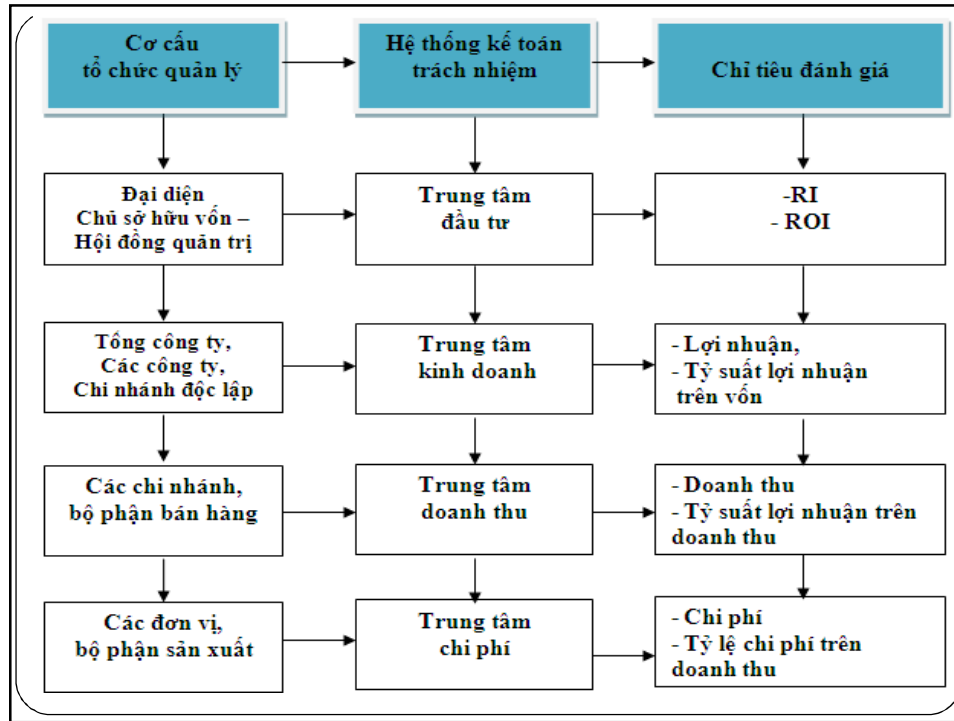 Cơ cấu
tổ chức quản lý
Hệ thống kế toán
trách nhiệm
Chỉ tiêu đánh giá
Đại diện
Chủ sở hữu vốn –
Hội đồng quản trị
Trung tâm
đầu tư
-RI
- ROI
Tổng công ty,
Các công ty,
Chi nhánh độc lập
Trung tâm
kinh doanh
- Lợi nhuận,
- Tỷ suất lợi nhuận
trên vốn
Các chi nhánh,
bộ phận bán hàng
Trung tâm
doanh thu
- Doanh thu
- Tỷ suất lợi nhuận trên
doanh thu
Các đơn vị,
bộ phận sản xuất
Trung tâm
chi phí
- Chi phí
- Tỷ lệ chi phí trên
doanh thu